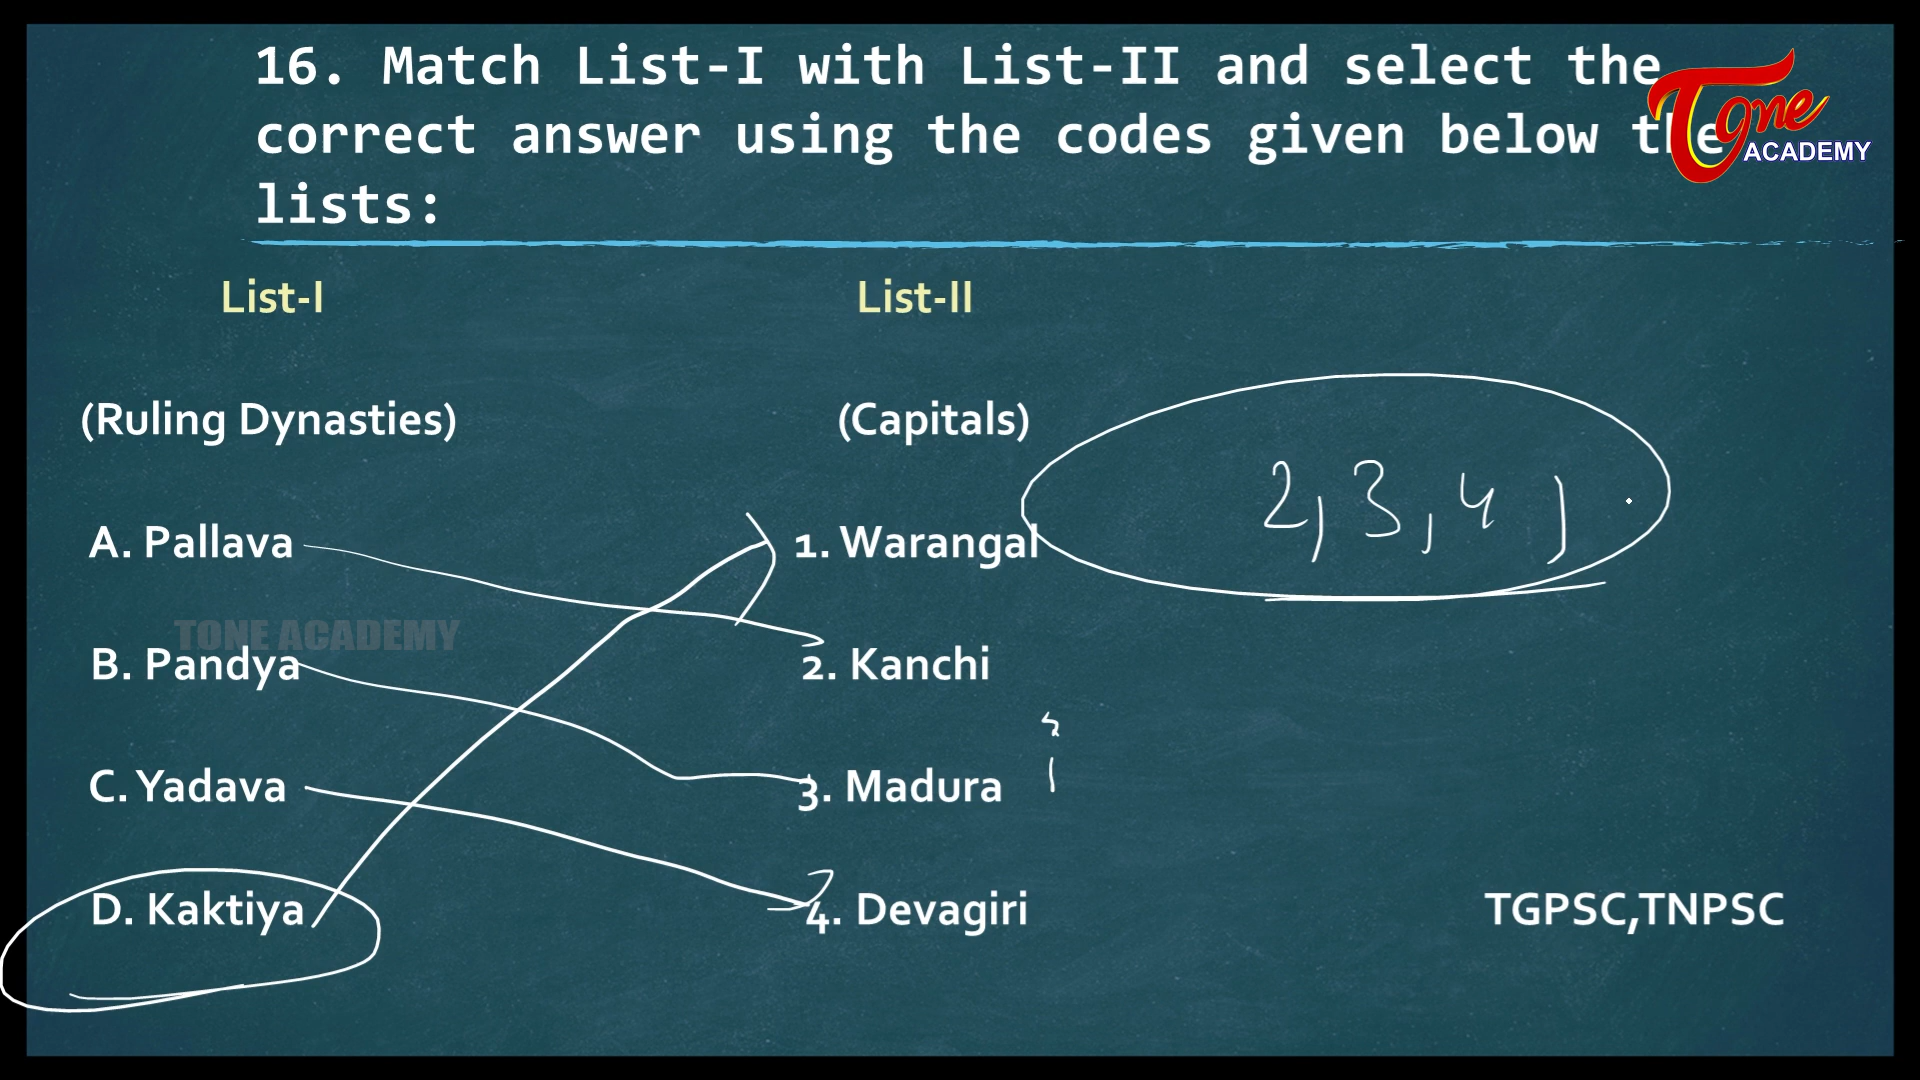 16. Match List-I with List-II and select the
correct answer using the codes given below the
lists:
Tone
ACADEMY
List-I
List-II
(Ruling Dynasties)
(Capitals)
2, 3, 4 )
A. Pallava
1. Warangal
TONE ACADEMY
B. Pandya
2. Kanchi
C. Yadava
3. Madura
D. Kaktiya
4. Devagiri
TGPSC,TNPSC